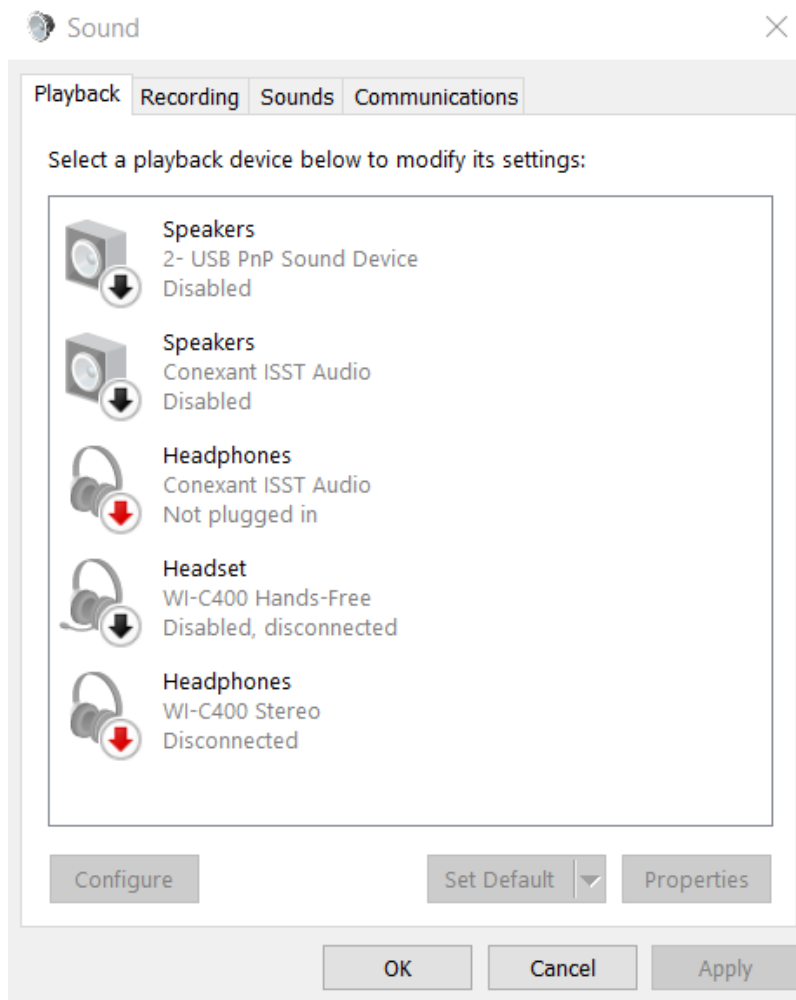 Sound
Playback Recording Sounds Communications
Select a playback device below to modify its settings:
Speakers
2- USB PnP Sound Device
Disabled
Speakers
Conexant ISST Audio
Disabled
Headphones
Conexant ISST Audio
Not plugged in
Headset
WI-C400 Hands-Free
Disabled, disconnected
Headphones
WI-C400 Stereo
Disconnected
Configure Set Default Properties
OK Cancel Apply